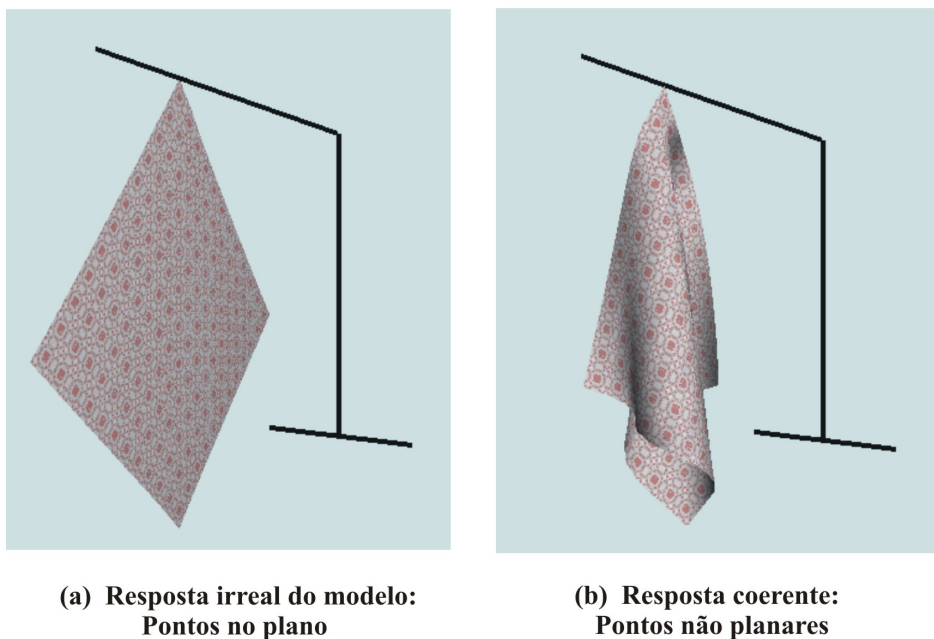 (a) Resposta irreal do modelo:
Pontos no plano
(b) Resposta coerente:
Pontos não planares